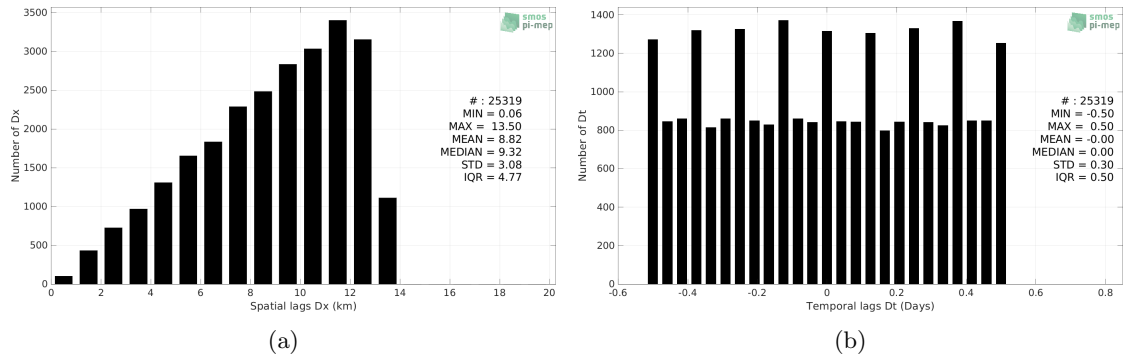 smos
pi-mep
3500
3000
2500
2000
1500
1000
500
0
Number of Dx
# : 25319
MIN = 0.06
MAX = 13.50
MEAN = 8.82
MEDIAN = 9.32
STD = 3.08
IQR = 4.77
0 2 4 6 8 10 12 14 16 18 20
Spatial lags Dx (km)
(a)
smos
pi-mep
1400
1200
1000
800
600
400
200
0
Number of Dt
# : 25319
MIN = -0.50
MAX = 0.50
MEAN = -0.00
MEDIAN = 0.00
STD = 0.30
IQR = 0.50
-0.6 -0.4 -0.2 0 0.2 0.4 0.6 0.8
Temporal lags Dt (Days)
(b)